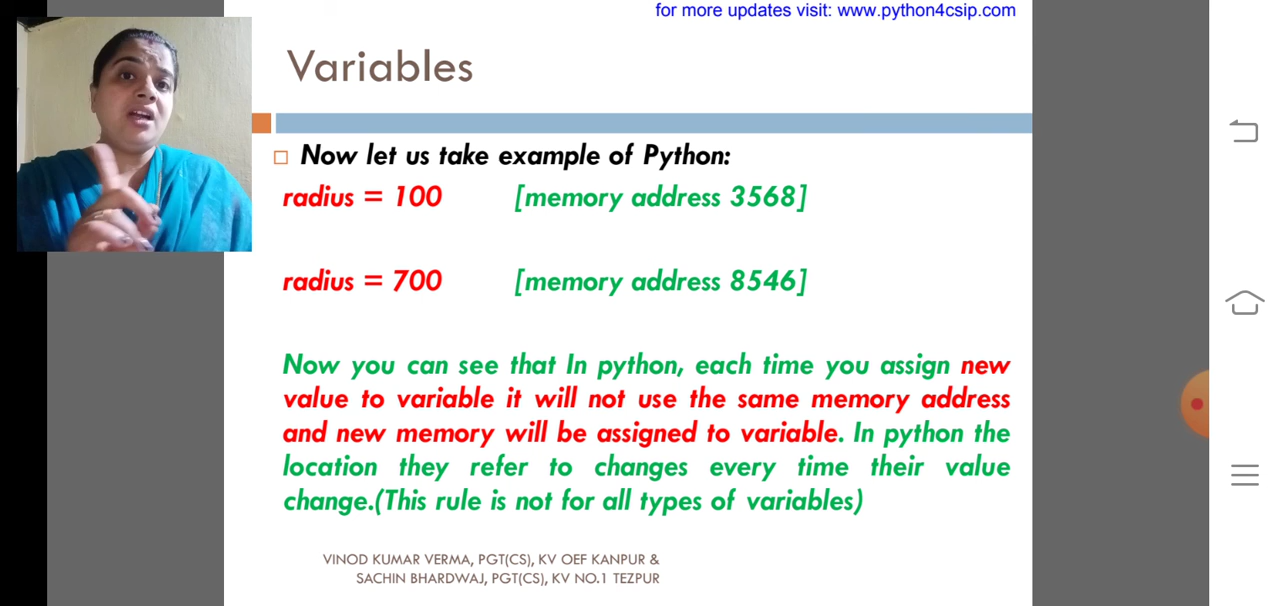 for more updates visit: www.python4csip.com
Variables
Now let us take example of Python:
radius = 100 [memory address 3568]
radius = 700 [memory address 8546]
Now you can see that In python, each time you assign new
value to variable it will not use the same memory address
and new memory will be assigned to variable. In python the
location they refer to changes every time their value
change.(This rule is not for all types of variables)
VINOD KUMAR VERMA, PGT(CS), KV OEF KANPUR &
SACHIN BHARDWAJ, PGT(CS), KV NO.1 TEZPUR